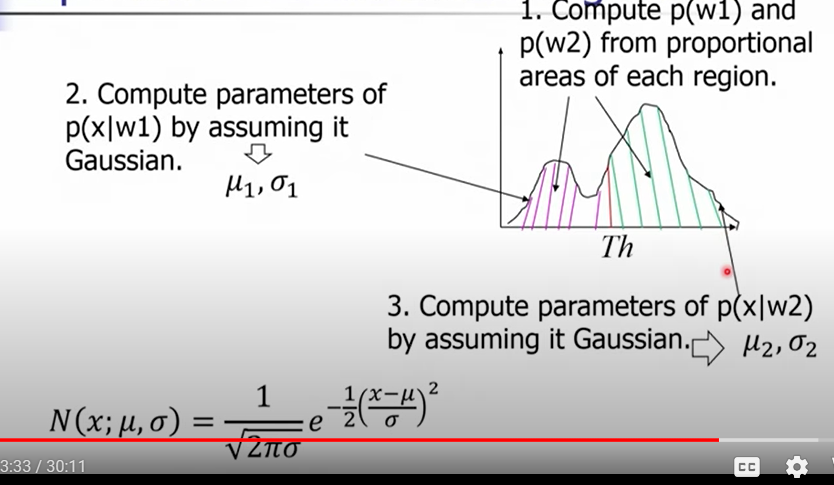 1. Compute p(w1) and
p(w2) from proportional
areas of each region.
2. Compute parameters of
p(x|w1) by assuming it
Gaussian.
μ₁, σ₁
Th
3. Compute parameters of p(x|w2)
by assuming it Gaussian.
μ₂, σ₂
N(x; μ, σ) = 1/√2πσ e^−1/2((x−μ)/σ)^2
3:33 / 30:11
CC